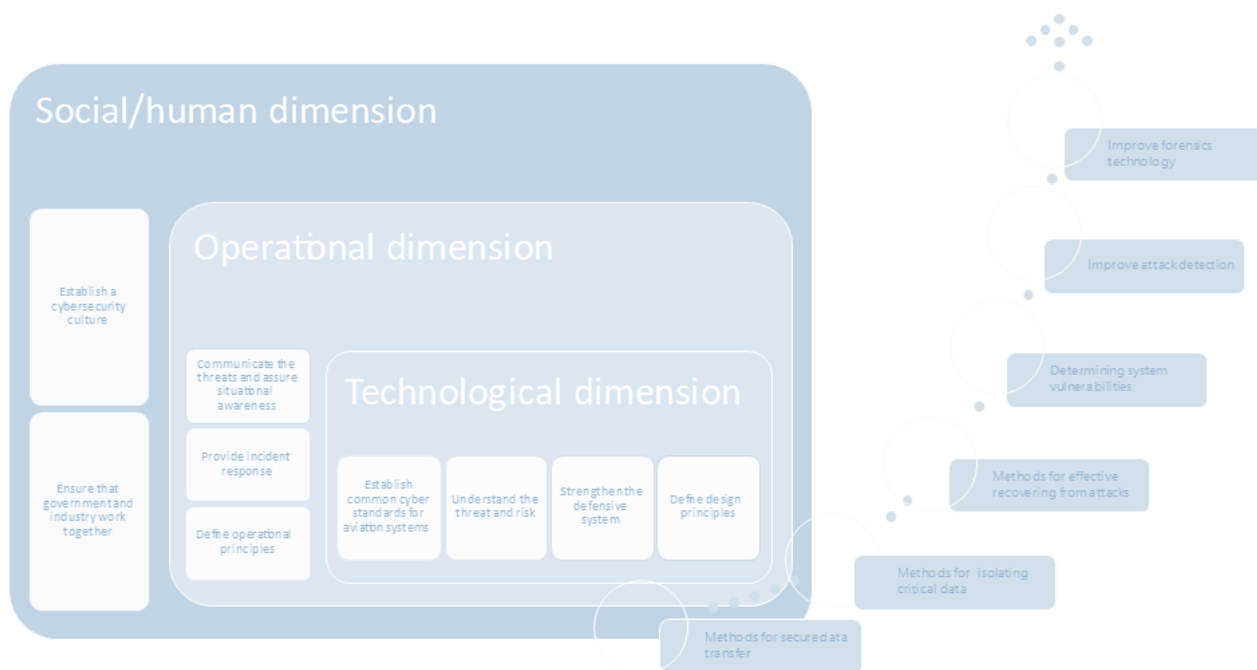 Social/human dimension
Establish a
cybersecurity
culture
Ensure that
government and
industry work
together
Operational dimension
Communicate the
threats and assure
situational
awareness
Provide incident
response
Define operational
principles
Technological dimension
Establish
common cyber
standards for
aviation systems
Understand the
threat and risk
Strengthen the
defensive
system
Define design
principles
Improve forensics
technology
Improve attack detection
Determining system
vulnerabilities
Methods for effective
recovering from attacks
Methods for isolating
critical data
Methods for secured data
transfer